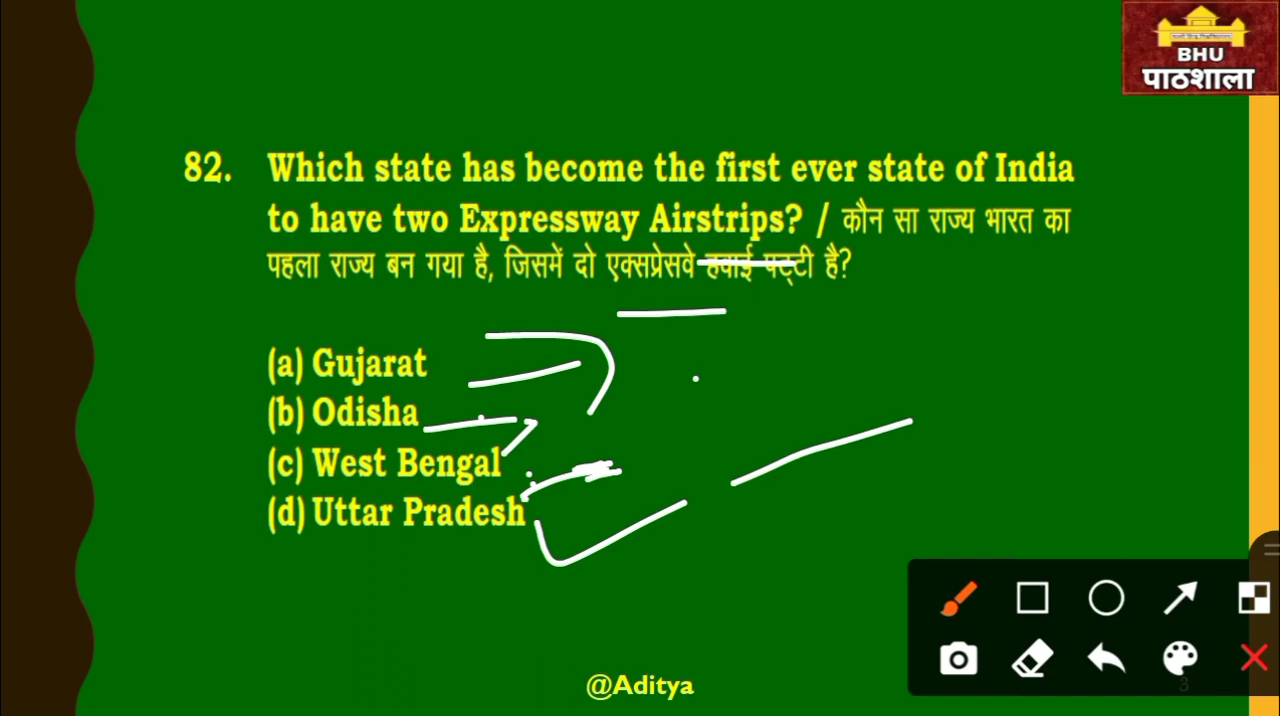 BHU
पाठशाला
82. Which state has become the first ever state of India
to have two Expressway Airstrips? / कौन सा राज्य भारत का
पहला राज्य बन गया है, जिसमें दो एक्सप्रेसवे हवाई पट्टी है?
(a) Gujarat
(b) Odisha
(c) West Bengal
(d) Uttar Pradesh
3
@Aditya